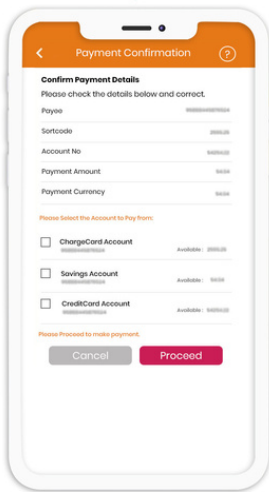 Payment Confirmation ?
Confirm Payment Details
Please check the details below and correct.
Payee
Sortcode
Account No
Payment Amount
Payment Currency
Please Select the Account to Pay from:
ChargeCard Account
Available :
Savings Account
Available :
CreditCard Account
Available :
Please Proceed to make payment.
Cancel Proceed